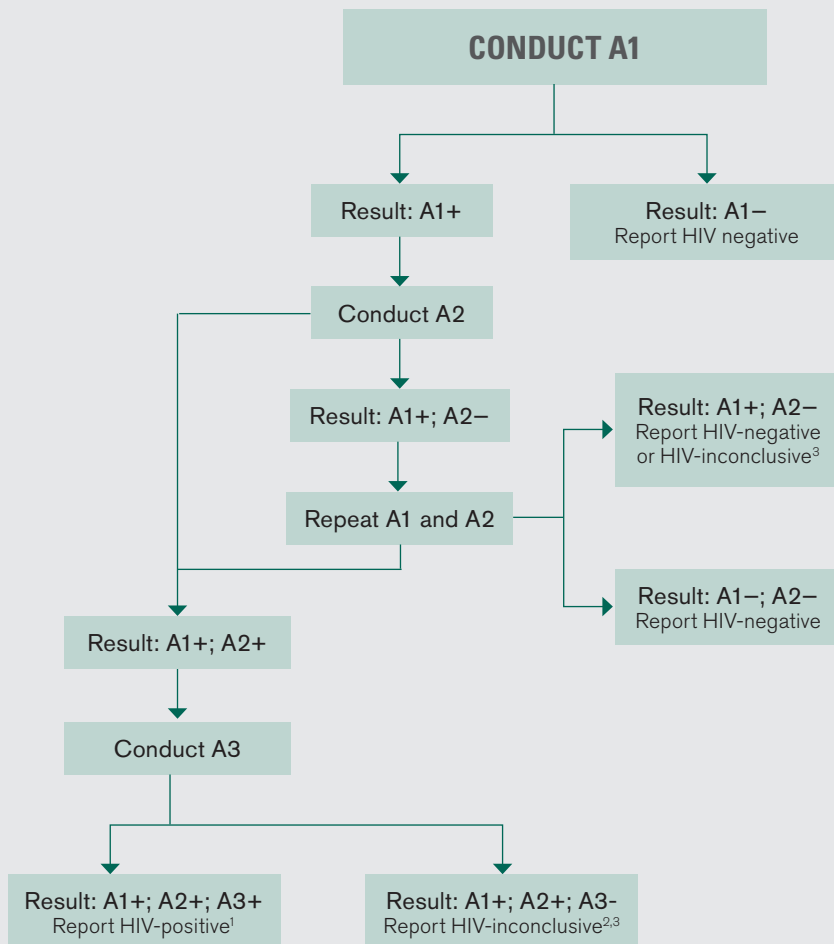 CONDUCT A1
Result: A1+
Result: A1−
Report HIV negative
Conduct A2
Result: A1+; A2−
Result: A1+; A2−
Report HIV-negative
or HIV-inconclusive³
Repeat A1 and A2
Result: A1−; A2−
Report HIV-negative
Result: A1+; A2+
Conduct A3
Result: A1+; A2+; A3+
Report HIV-positive¹
Result: A1+; A2+; A3-
Report HIV-inconclusive²,³